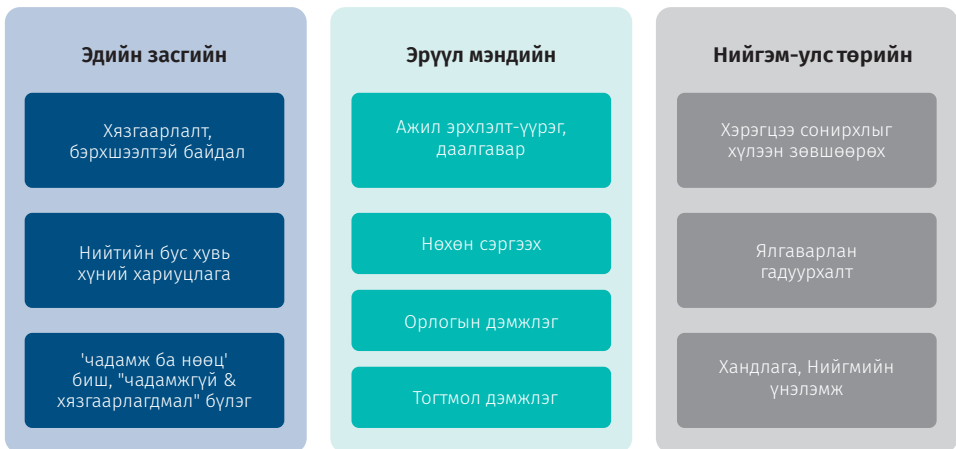 Эдийн засгийн
Хязгаарлалт,
бэрхшээлтэй байдал
Нийтийн бус хувь
хүний хариуцлага
'чадамж ба нөөц'
биш, "чадамжгүй &
хязгаарлагдмал" бүлэг
Эрүүл мэндийн
Ажил эрхлэлт-үүрэг,
даалгавар
Нөхөн сэргээх
Орлогын дэмжлэг
Тогтмол дэмжлэг
Нийгэм-улс төрийн
Хэрэгцээ сонирхлыг
хүлээн зөвшөөрөх
Ялгаварлан
гадуурхалт
Хандлага, Нийгмийн
үнэлэмж